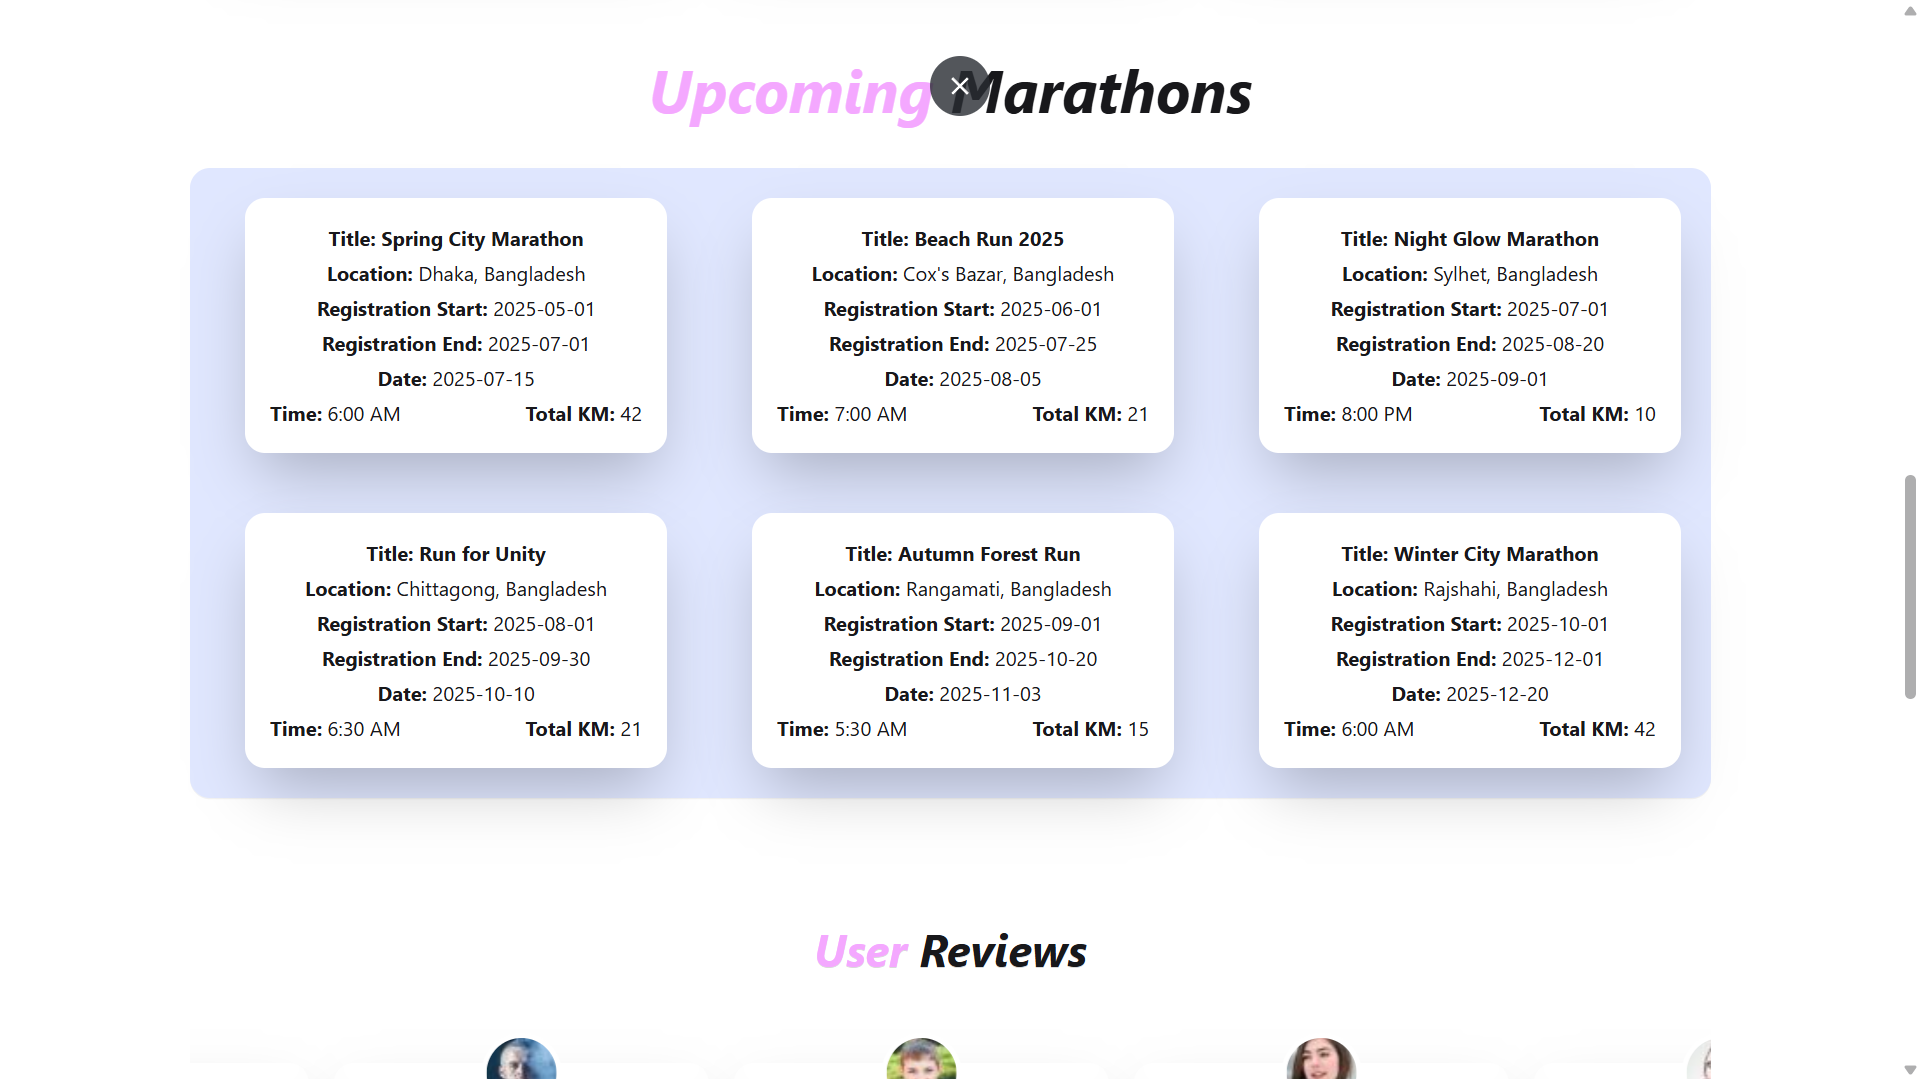 Upcoming Marathons
Title: Spring City Marathon
Location: Dhaka, Bangladesh
Registration Start: 2025-05-01
Registration End: 2025-07-01
Date: 2025-07-15
Time: 6:00 AM Total KM: 42
Title: Beach Run 2025
Location: Cox's Bazar, Bangladesh
Registration Start: 2025-06-01
Registration End: 2025-07-25
Date: 2025-08-05
Time: 7:00 AM Total KM: 21
Title: Night Glow Marathon
Location: Sylhet, Bangladesh
Registration Start: 2025-07-01
Registration End: 2025-08-20
Date: 2025-09-01
Time: 8:00 PM Total KM: 10
Title: Run for Unity
Location: Chittagong, Bangladesh
Registration Start: 2025-08-01
Registration End: 2025-09-30
Date: 2025-10-10
Time: 6:30 AM Total KM: 21
Title: Autumn Forest Run
Location: Rangamati, Bangladesh
Registration Start: 2025-09-01
Registration End: 2025-10-20
Date: 2025-11-03
Time: 5:30 AM Total KM: 15
Title: Winter City Marathon
Location: Rajshahi, Bangladesh
Registration Start: 2025-10-01
Registration End: 2025-12-01
Date: 2025-12-20
Time: 6:00 AM Total KM: 42
User Reviews